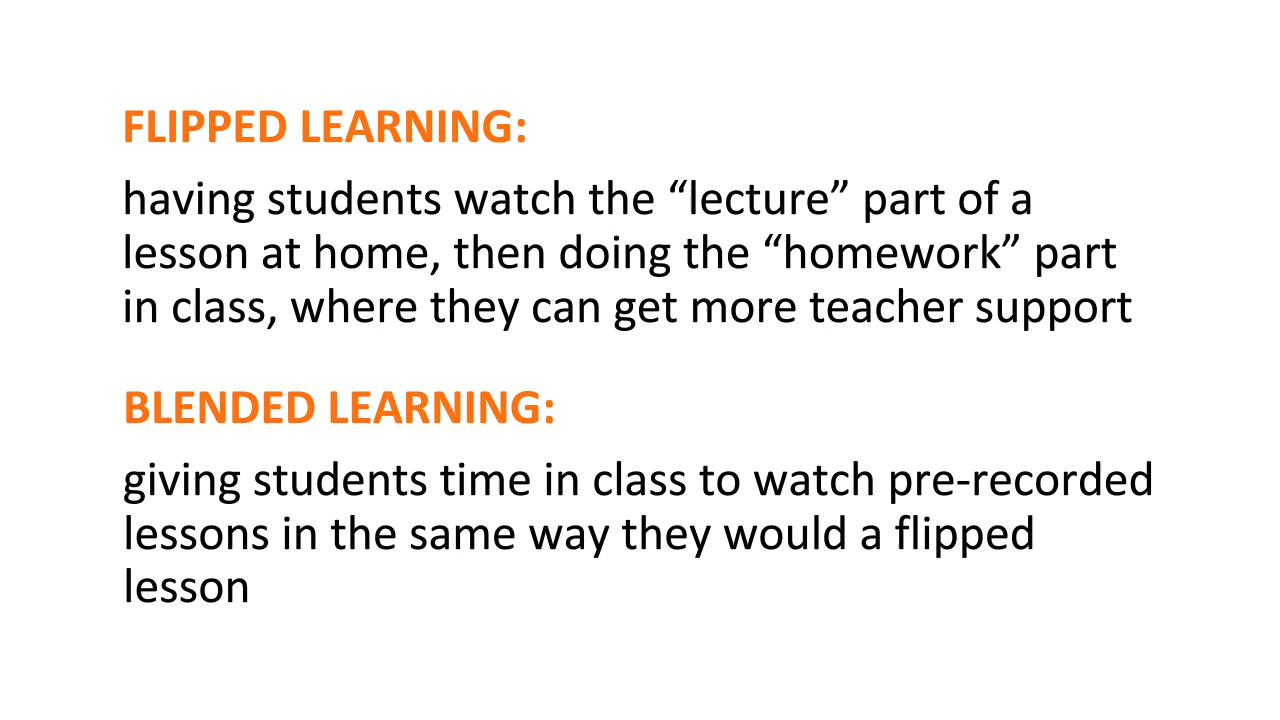 FLIPPED LEARNING:
having students watch the “lecture” part of a
lesson at home, then doing the “homework” part
in class, where they can get more teacher support
BLENDED LEARNING:
giving students time in class to watch pre-recorded
lessons in the same way they would a flipped
lesson